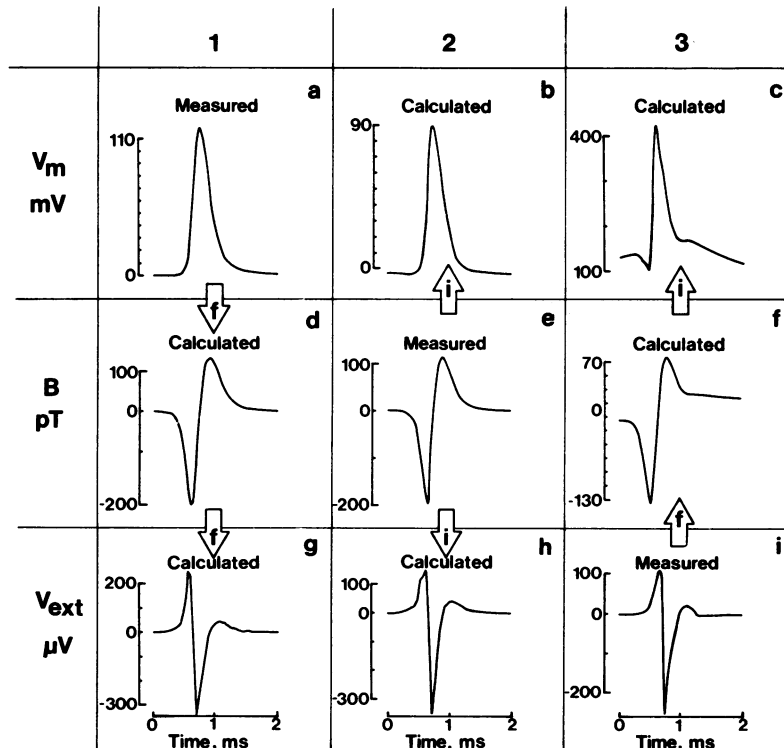 1 2 3
a b c
Measured Calculated Calculated
V_m
mV
110
0
90
0
400
100
f i i
d e f
Calculated Measured Calculated
B
pT
100
0
-200
100
0
-200
70
0
-130
f i f
g h i
Calculated Calculated Measured
V_ext
µV
200
0
-300
100
0
-300
100
0
-200
0 1 2 0 1 2 0 1 2
Time, ms Time, ms Time, ms